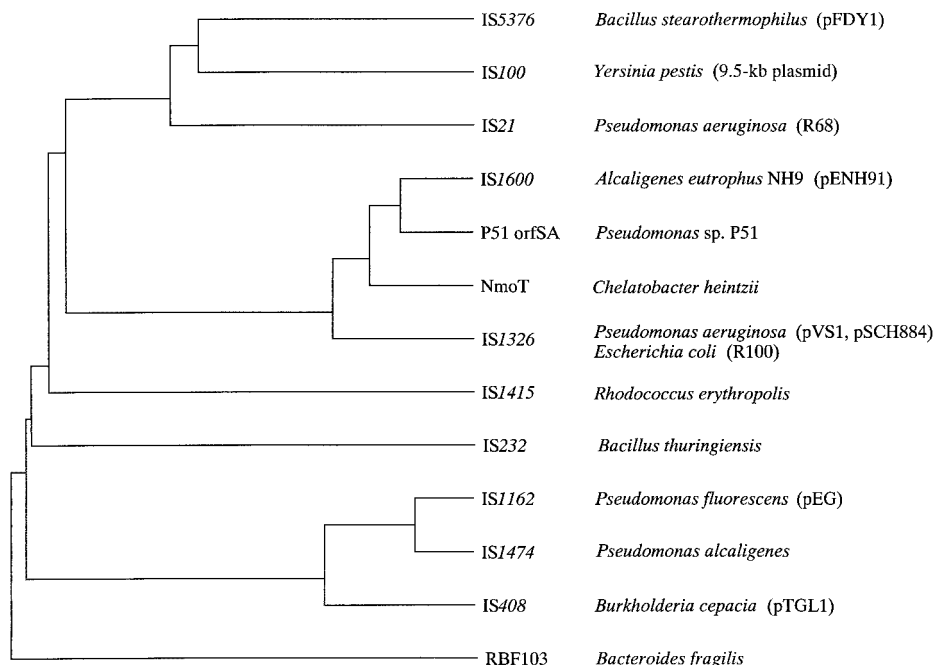 IS5376 Bacillus stearothermophilus (pFDY1)
IS100 Yersinia pestis (9.5-kb plasmid)
IS21 Pseudomonas aeruginosa (R68)
IS1600 Alcaligenes eutrophus NH9 (pENH91)
P51 orfSA Pseudomonas sp. P51
NmoT Chelatobacter heintzii
IS1326 Pseudomonas aeruginosa (pVS1, pSCH884)
Escherichia coli (R100)
IS1415 Rhodococcus erythropolis
IS232 Bacillus thuringiensis
IS1162 Pseudomonas fluorescens (pEG)
IS1474 Pseudomonas alcaligenes
IS408 Burkholderia cepacia (pTGL1)
RBF103 Bacteroides fragilis